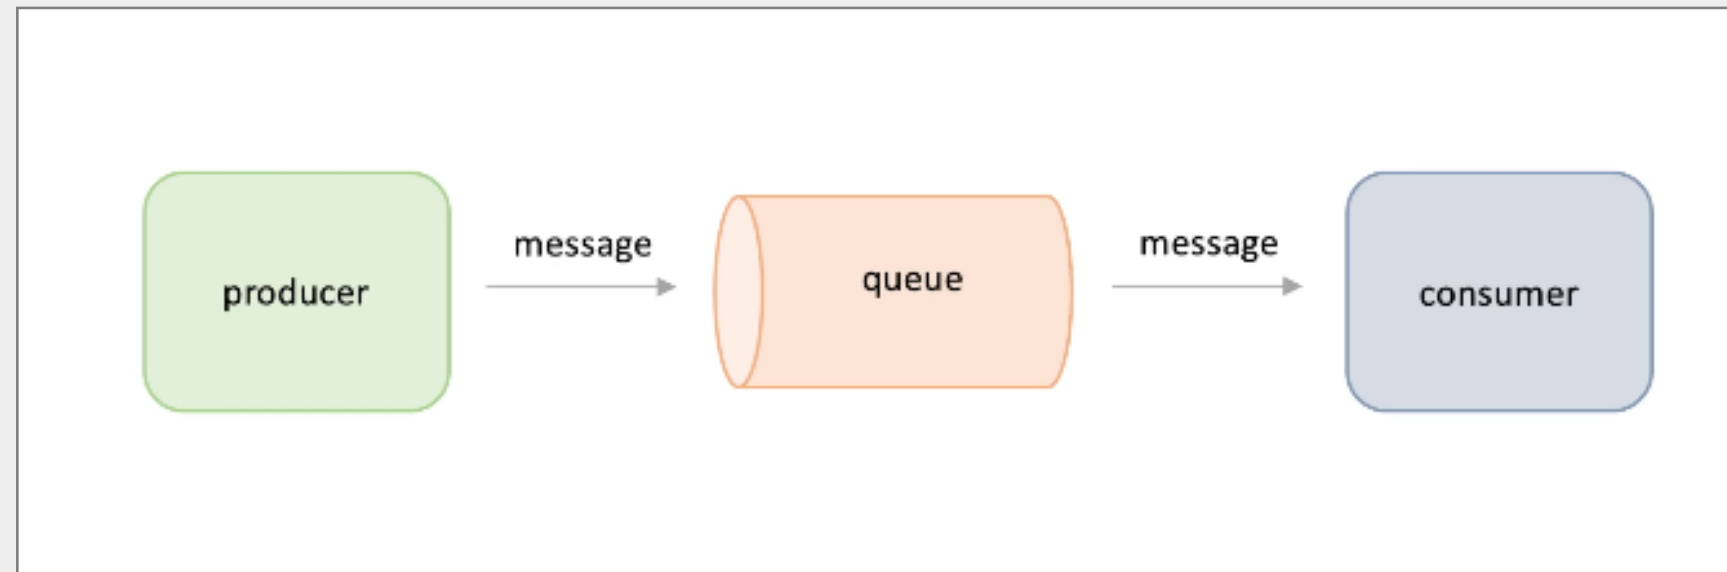 producer
message
queue
message
consumer